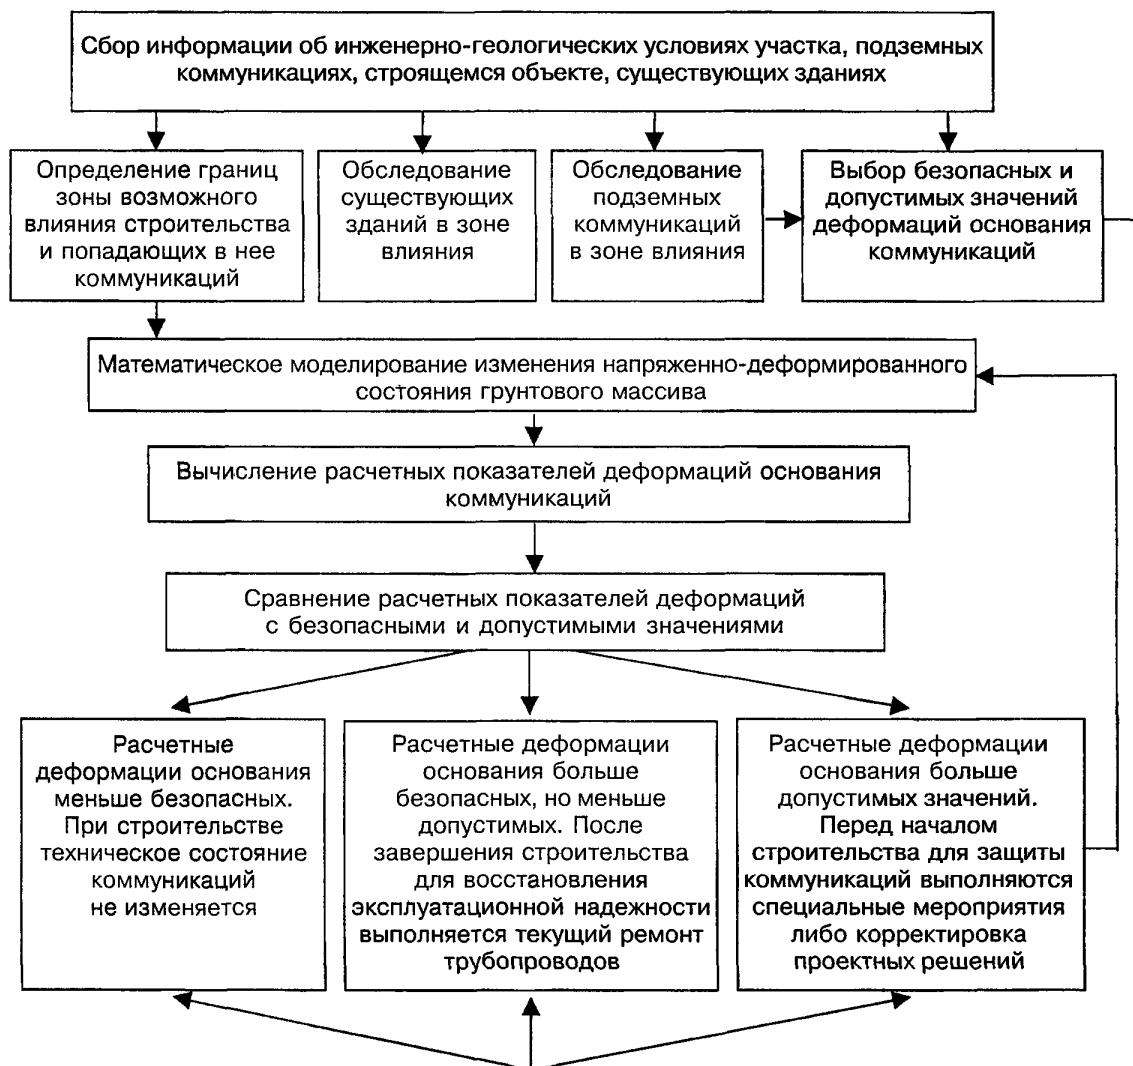 Сбор информации об инженерно-геологических условиях участка, подземных
коммуникациях, строящемся объекте, существующих зданиях
Определение границ
зоны возможного
влияния строительства
и попадающих в нее
коммуникаций
Обследование
существующих
зданий в зоне
влияния
Обследование
подземных
коммуникаций
в зоне влияния
Выбор безопасных и
допустимых значений
деформаций основания
коммуникаций
Математическое моделирование изменения напряженно-деформированного
состояния грунтового массива
Вычисление расчетных показателей деформаций основания
коммуникаций
Сравнение расчетных показателей деформаций
с безопасными и допустимыми значениями
Расчетные
деформации основания
меньше безопасных.
При строительстве
техническое состояние
коммуникаций
не изменяется
Расчетные деформации
основания больше
безопасных, но меньше
допустимых. После
завершения строительства
для восстановления
эксплуатационной надежности
выполняется текущий ремонт
трубопроводов
Расчетные деформации
основания больше
допустимых значений.
Перед началом
строительства для защиты
коммуникаций выполняются
специальные мероприятия
либо корректировка
проектных решений